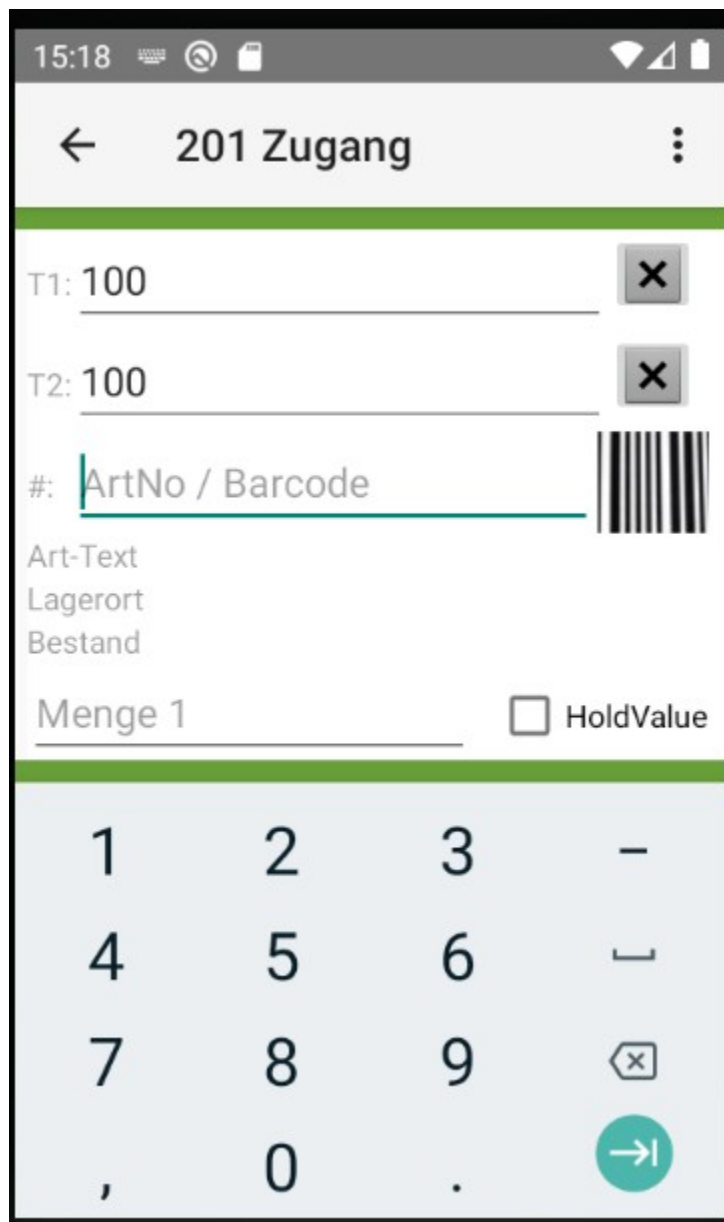 15:18
201 Zugang
T1: 100
T2: 100
#: ArtNo / Barcode
Art-Text
Lagerort
Bestand
Menge 1 HoldValue
1 2 3 -
4 5 6
7 8 9
, 0 .